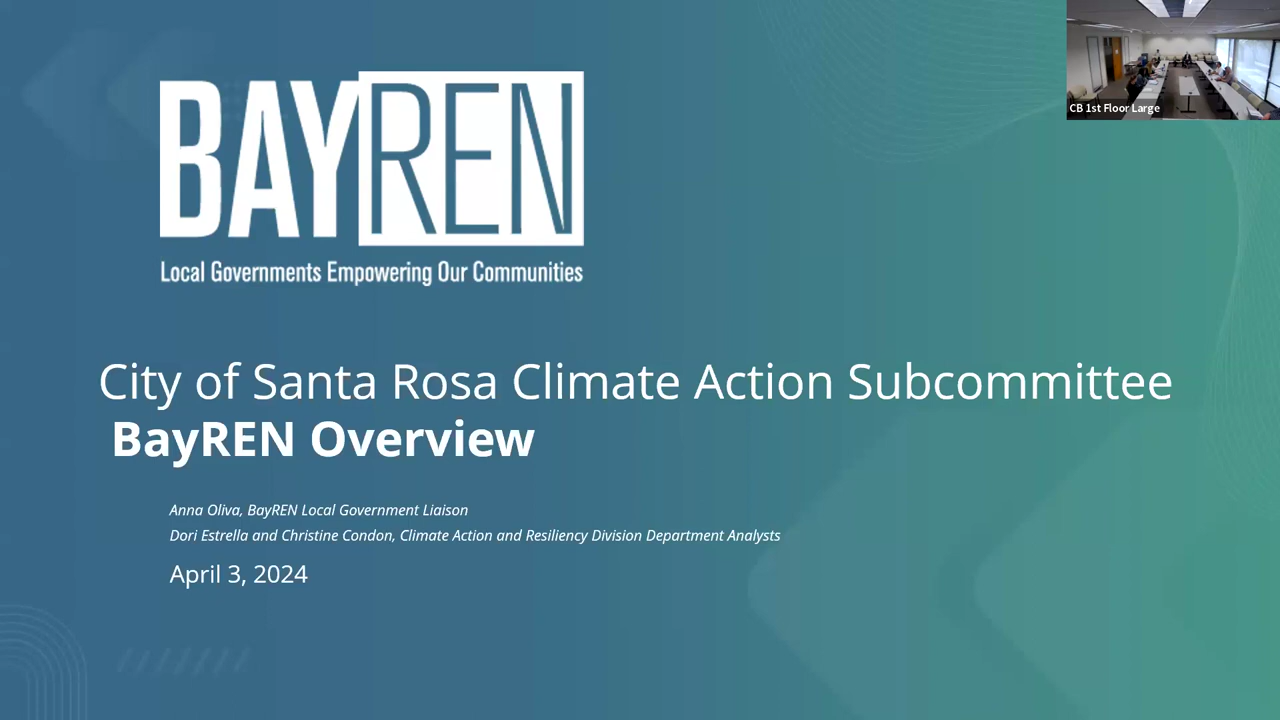 CB 1st Floor Large
BAYREN
Local Governments Empowering Our Communities
City of Santa Rosa Climate Action Subcommittee
BayREN Overview
Anna Oliva, BayREN Local Government Liaison
Dori Estrella and Christine Condon, Climate Action and Resiliency Division Department Analysts
April 3, 2024